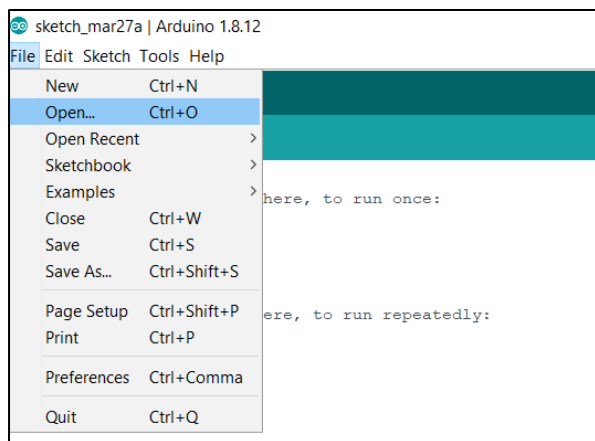 sketch_mar27a | Arduino 1.8.12
File Edit Sketch Tools Help
New Ctrl+N
Open... Ctrl+O
Open Recent >
Sketchbook >
Examples >
here, to run once:
Close Ctrl+W
Save Ctrl+S
Save As... Ctrl+Shift+S
Page Setup Ctrl+Shift+P
ere, to run repeatedly:
Print Ctrl+P
Preferences Ctrl+Comma
Quit Ctrl+Q